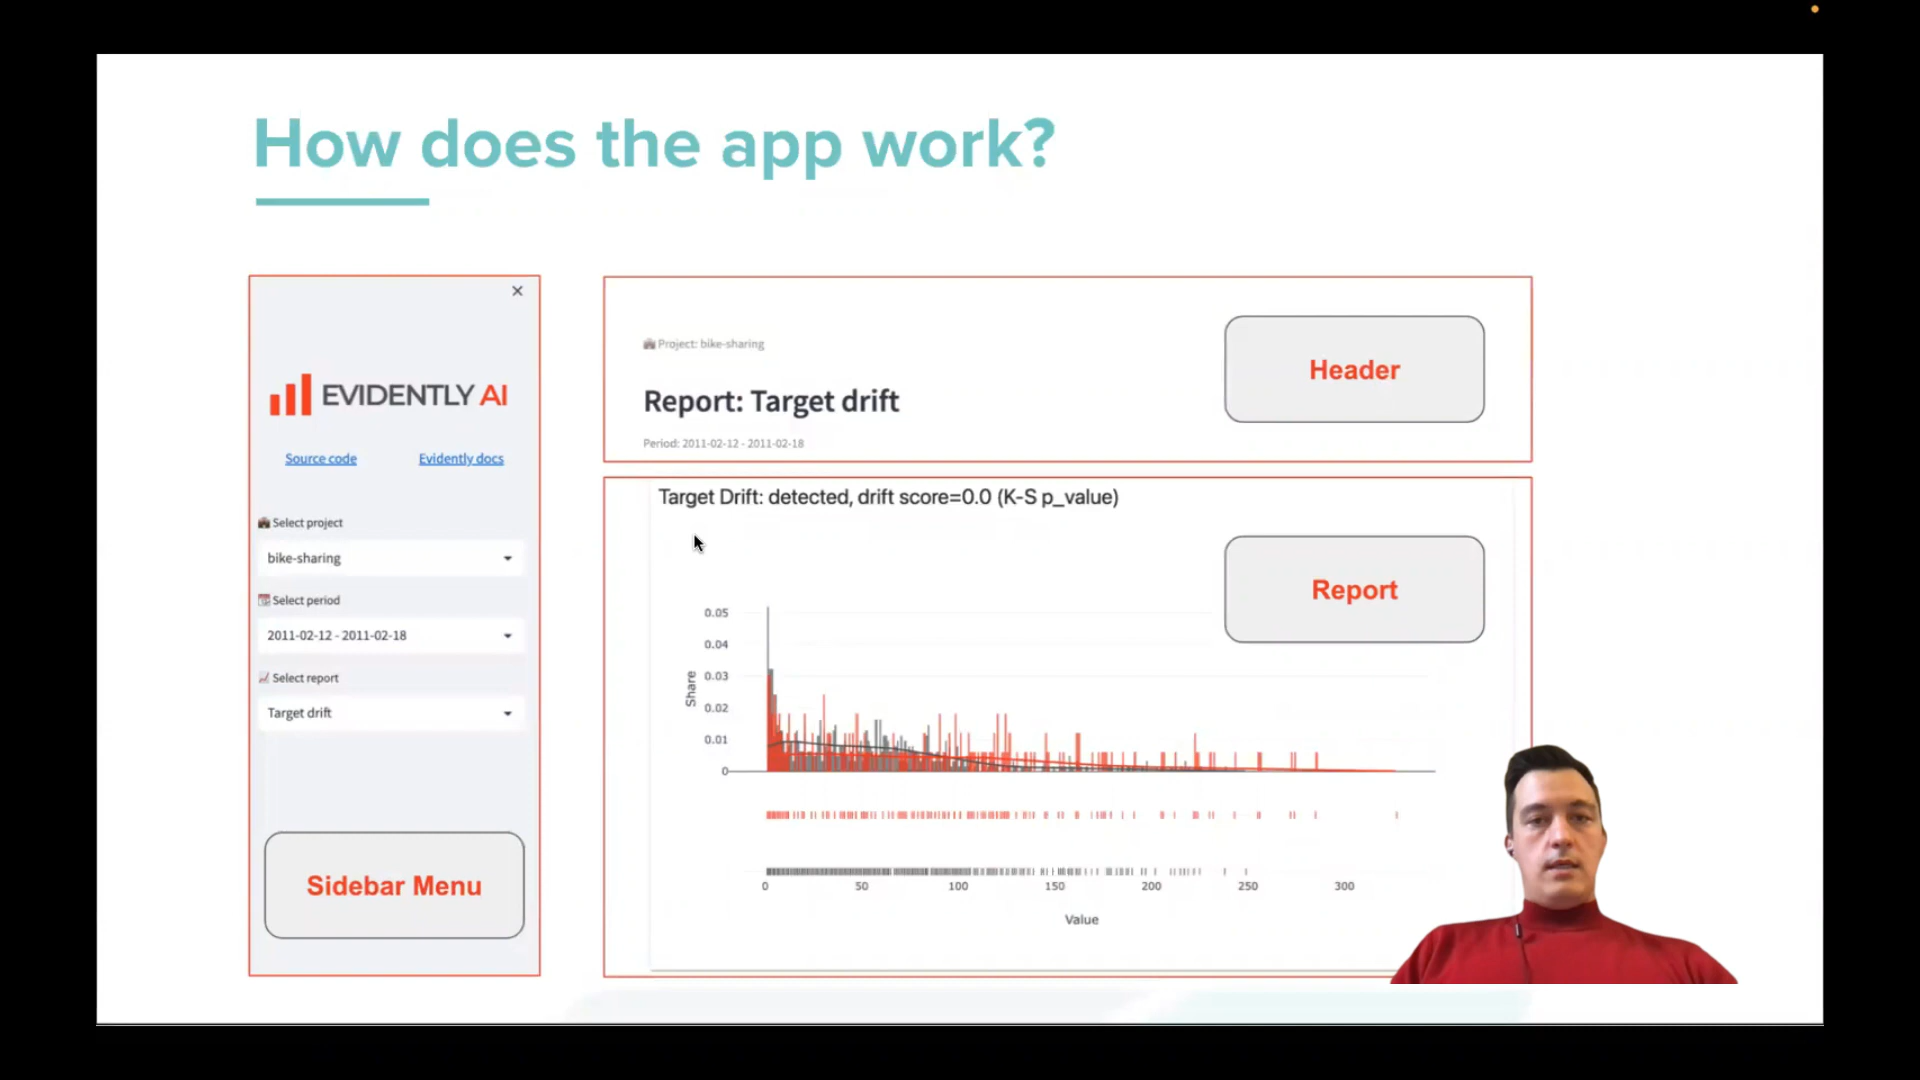 How does the app work?
EVIDENTLY AI
Source code
Evidently docs
Select project
bike-sharing
Select period
2011-02-12 - 2011-02-18
Select report
Target drift
Sidebar Menu
Project: bike-sharing
Report: Target drift
Period: 2011-02-12 - 2011-02-18
Header
Target Drift: detected, drift score=0.0 (K-S p_value)
Report
0.05
0.04
0.03
0.02
0.01
0
Share
0 50 100 150 200 250 300
Value